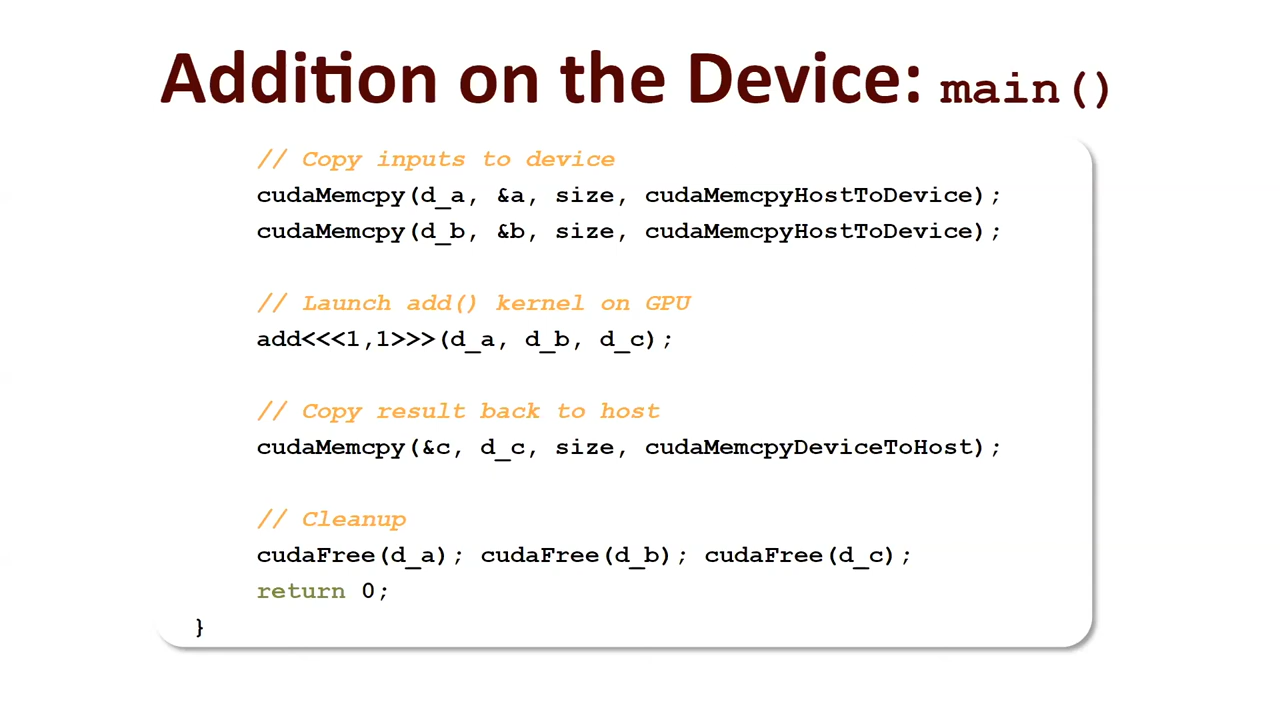 Addition on the Device: main()
// Copy inputs to device
cudaMemcpy(d_a, &a, size, cudaMemcpyHostToDevice);
cudaMemcpy(d_b, &b, size, cudaMemcpyHostToDevice);
// Launch add() kernel on GPU
add<<<1,1>>>(d_a, d_b, d_c);
// Copy result back to host
cudaMemcpy(&c, d_c, size, cudaMemcpyDeviceToHost);
// Cleanup
cudaFree(d_a); cudaFree(d_b); cudaFree(d_c);
return 0;
}